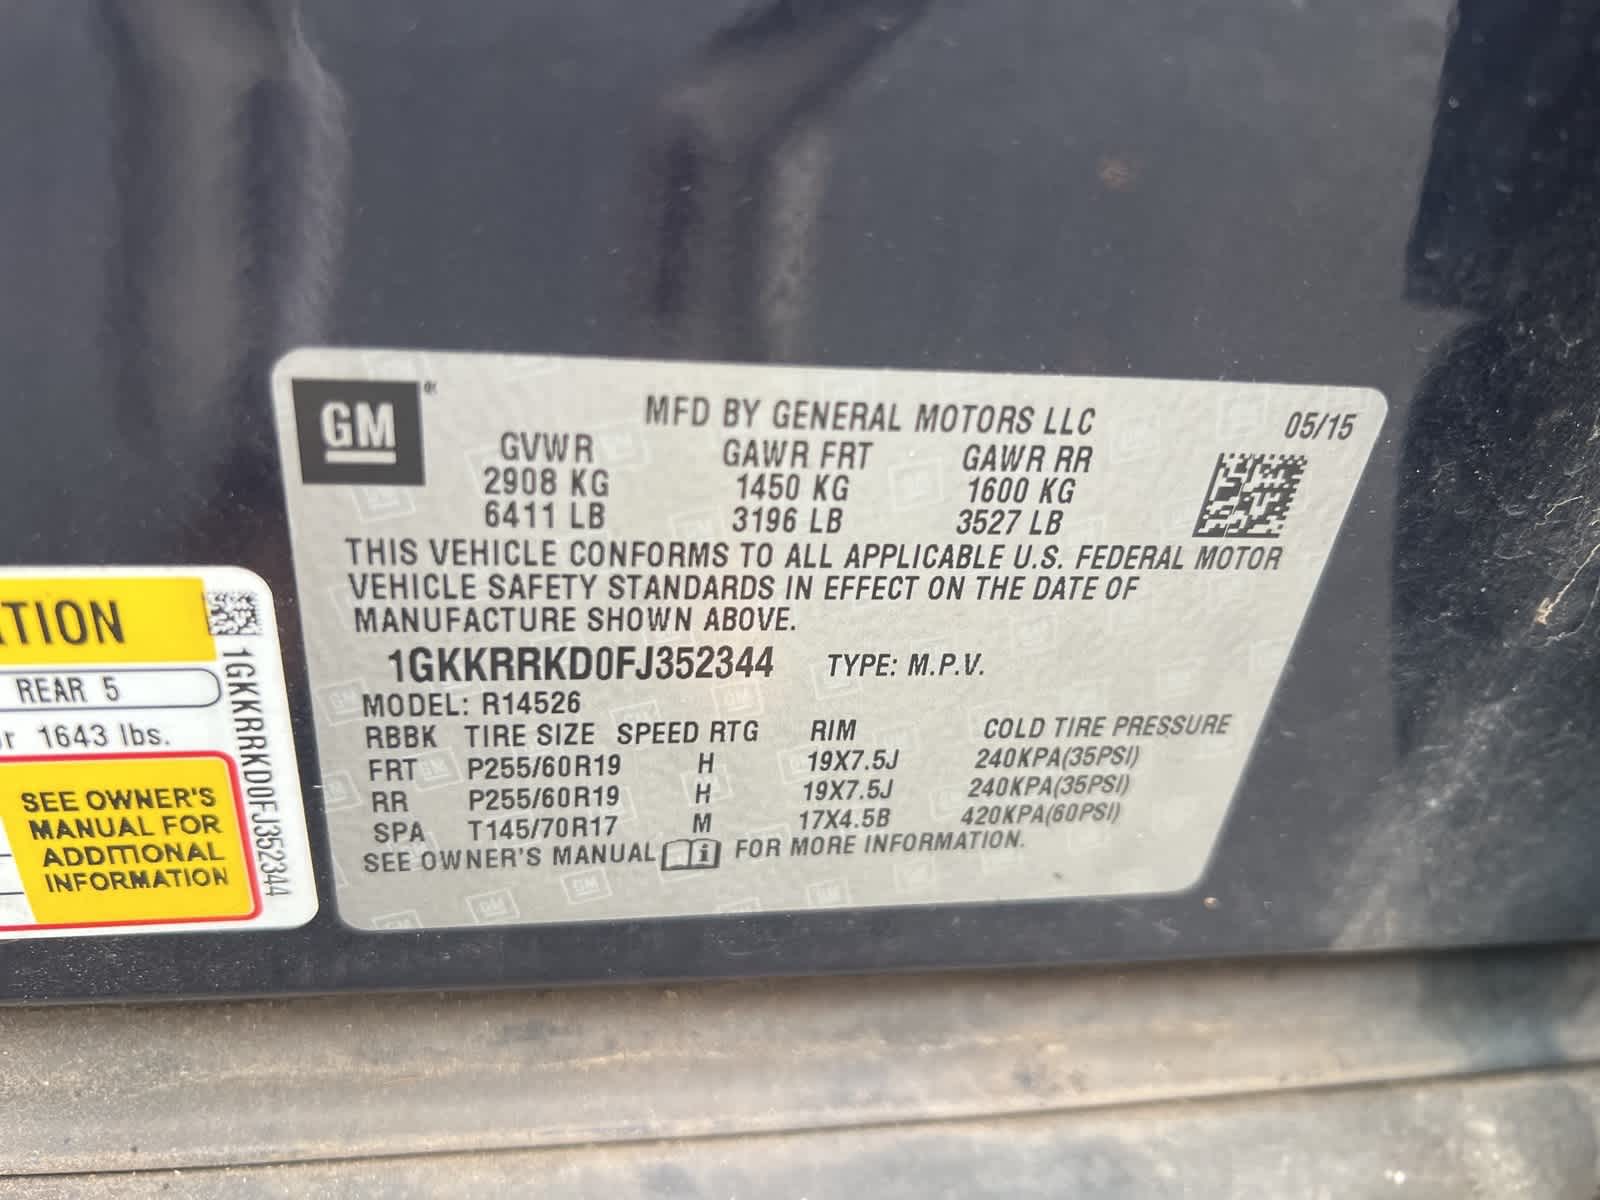 GM
MFD BY GENERAL MOTORS LLC
05/15
GVWR GAWR FRT GAWR RR
2908 KG 1450 KG 1600 KG
6411 LB 3196 LB 3527 LB
THIS VEHICLE CONFORMS TO ALL APPLICABLE U.S. FEDERAL MOTOR
VEHICLE SAFETY STANDARDS IN EFFECT ON THE DATE OF
MANUFACTURE SHOWN ABOVE.
1GKKRRKD0FJ352344 TYPE: M.P.V.
MODEL: R14526
RBBK TIRE SIZE SPEED RTG RIM COLD TIRE PRESSURE
FRT P255/60R19 H 19X7.5J 240KPA(35PSI)
RR P255/60R19 H 19X7.5J 240KPA(35PSI)
SPA T145/70R17 M 17X4.5B 420KPA(60PSI)
SEE OWNER'S MANUAL i FOR MORE INFORMATION.
TION
REAR 5
r 1643 lbs.
SEE OWNER'S
MANUAL FOR
ADDITIONAL
INFORMATION
1GKKRRKD0FJ352344